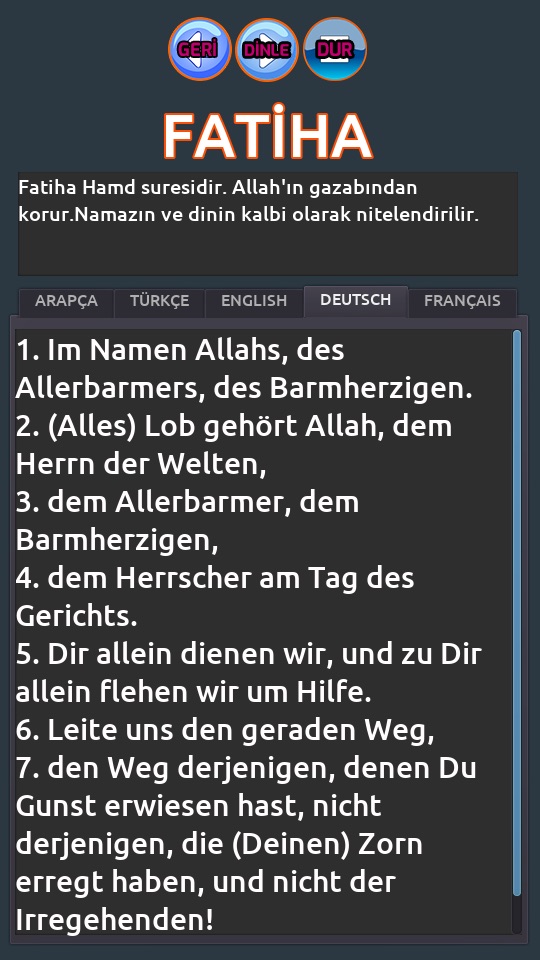 GERİ DİNLE DUR
FATİHA
Fatiha Hamd suresidir. Allah'ın gazabından
korur.Namazın ve dinin kalbi olarak nitelendirilir.
ARAPÇA TÜRKÇE ENGLISH DEUTSCH FRANÇAIS
1. Im Namen Allahs, des
Allerbarmers, des Barmherzigen.
2. (Alles) Lob gehört Allah, dem
Herrn der Welten,
3. dem Allerbarmer, dem
Barmherzigen,
4. dem Herrscher am Tag des
Gerichts.
5. Dir allein dienen wir, und zu Dir
allein flehen wir um Hilfe.
6. Leite uns den geraden Weg,
7. den Weg derjenigen, denen Du
Gunst erwiesen hast, nicht
derjenigen, die (Deinen) Zorn
erregt haben, und nicht der
Irregehenden!